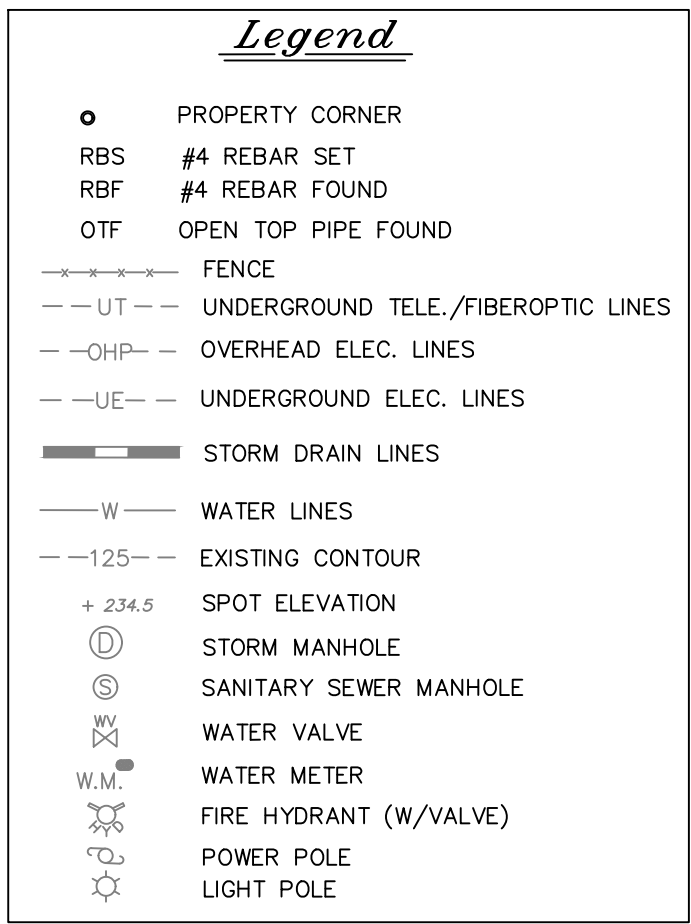 Legend
PROPERTY CORNER
RBS #4 REBAR SET
RBF #4 REBAR FOUND
OTF OPEN TOP PIPE FOUND
FENCE
UT UNDERGROUND TELE./FIBEROPTIC LINES
OHP OVERHEAD ELEC. LINES
UE UNDERGROUND ELEC. LINES
STORM DRAIN LINES
W WATER LINES
125 EXISTING CONTOUR
+ 234.5 SPOT ELEVATION
D STORM MANHOLE
S SANITARY SEWER MANHOLE
WV WATER VALVE
W.M. WATER METER
FIRE HYDRANT (W/VALVE)
POWER POLE
LIGHT POLE